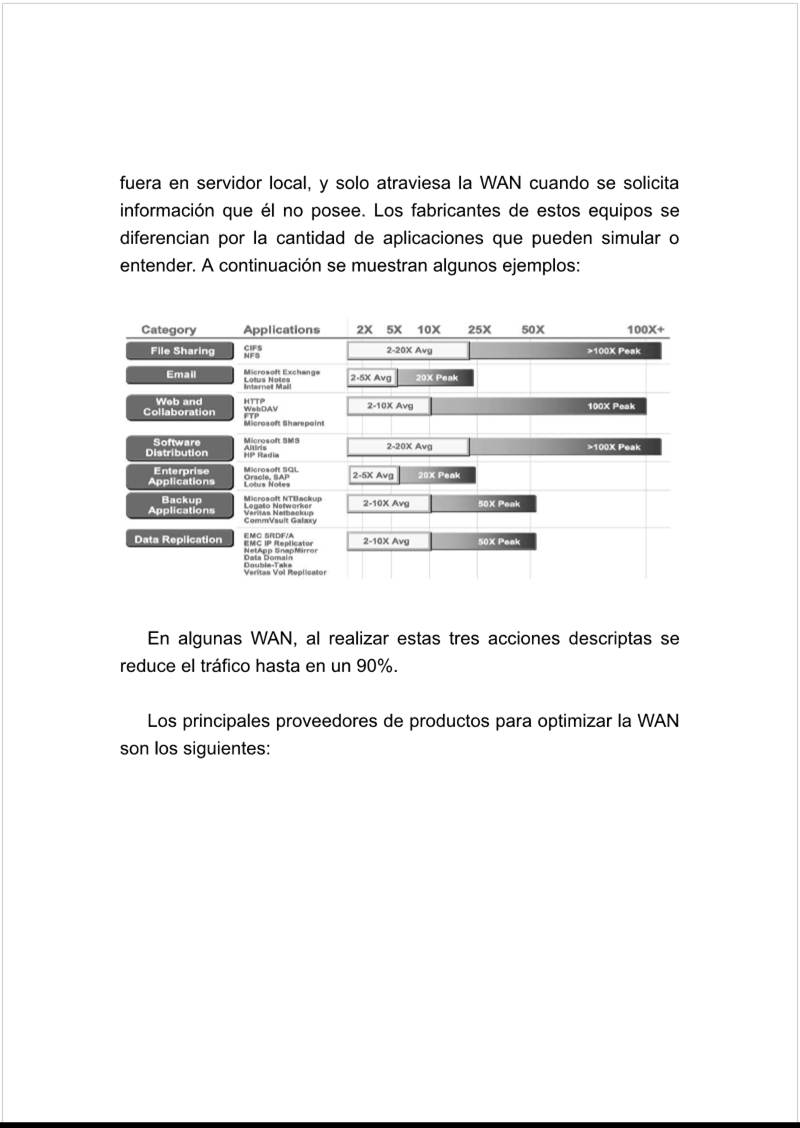 fuera en servidor local, y solo atraviesa la WAN cuando se solicita
información que él no posee. Los fabricantes de estos equipos se
diferencian por la cantidad de aplicaciones que pueden simular o
entender. A continuación se muestran algunos ejemplos:
Category Applications 2X 5X 10X 25X 50X 100X+
File Sharing
CIFS
NFS
2-20X Avg >100X Peak
Email
Microsoft Exchange
Lotus Notes
Internet Mail
2-5X Avg 20X Peak
Web and
Collaboration
HTTP
WebDAV
FTP
Microsoft Sharepoint
2-10X Avg 100X Peak
Software
Distribution
Microsoft SMS
Altiris
HP Radia
2-20X Avg >100X Peak
Enterprise
Applications
Microsoft SQL
Oracle, SAP
Lotus Notes
2-5X Avg 20X Peak
Backup
Applications
Microsoft NTBackup
Legato Networker
Veritas Netbackup
CommVault Galaxy
2-10X Avg 50X Peak
Data Replication
EMC SRDF/A
EMC IP Replicator
NetApp SnapMirror
Data Domain
Double-Take
Veritas Vol Replicator
2-10X Avg 50X Peak
En algunas WAN, al realizar estas tres acciones descriptas se
reduce el tráfico hasta en un 90%.
Los principales proveedores de productos para optimizar la WAN
son los siguientes: